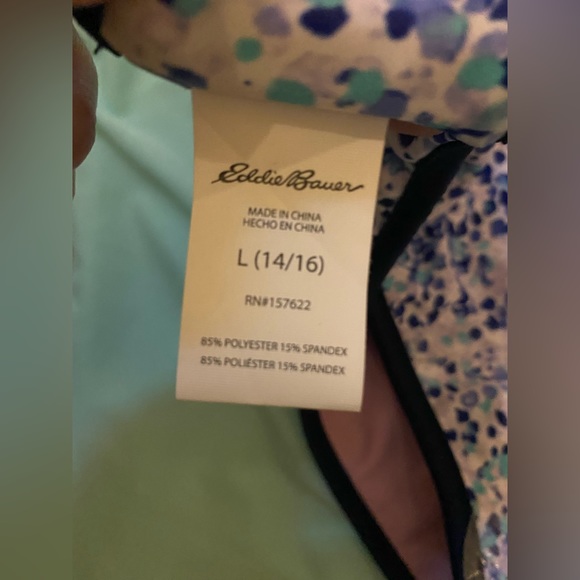 Eddie Bauer
MADE IN CHINA
HECHO EN CHINA
L (14/16)
RN#157622
85% POLYESTER 15% SPANDEX
85% POLIÉSTER 15% SPANDEX